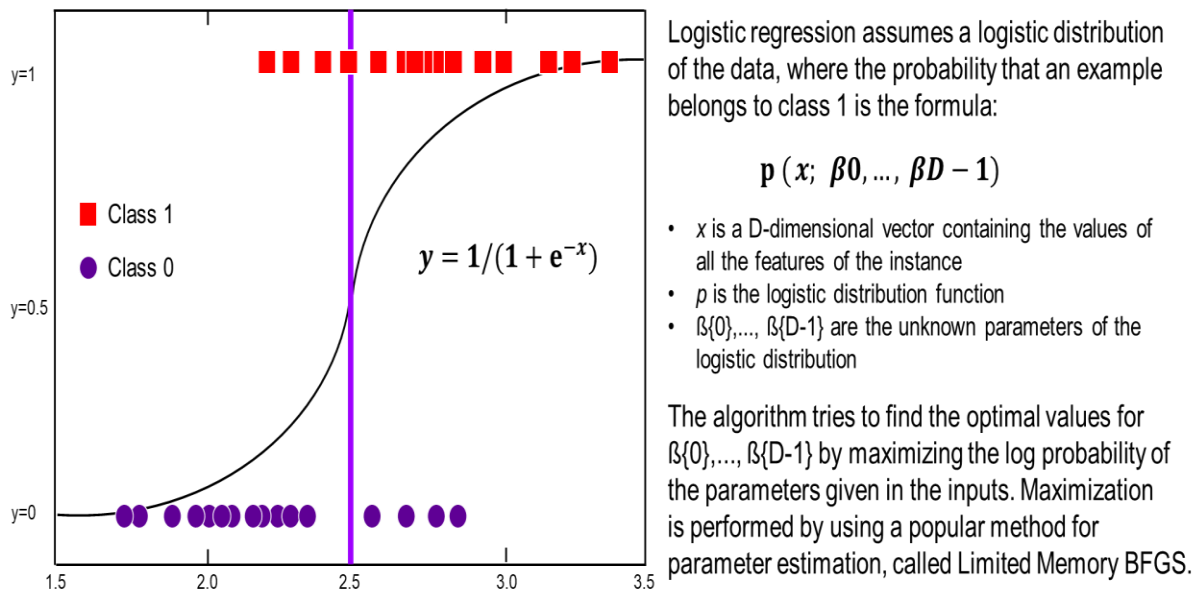 y=1
y=0.5
y=0
Class 1
Class 0
y = 1/(1 + e⁻ˣ)
1.5 2.0 2.5 3.0 3.5
Logistic regression assumes a logistic distribution
of the data, where the probability that an example
belongs to class 1 is the formula:
p ( x; β0, ..., βD − 1)
• x is a D-dimensional vector containing the values of
all the features of the instance
• p is the logistic distribution function
• ß{0},..., ß{D-1} are the unknown parameters of the
logistic distribution
The algorithm tries to find the optimal values for
ß{0},..., ß{D-1} by maximizing the log probability of
the parameters given in the inputs. Maximization
is performed by using a popular method for
parameter estimation, called Limited Memory BFGS.